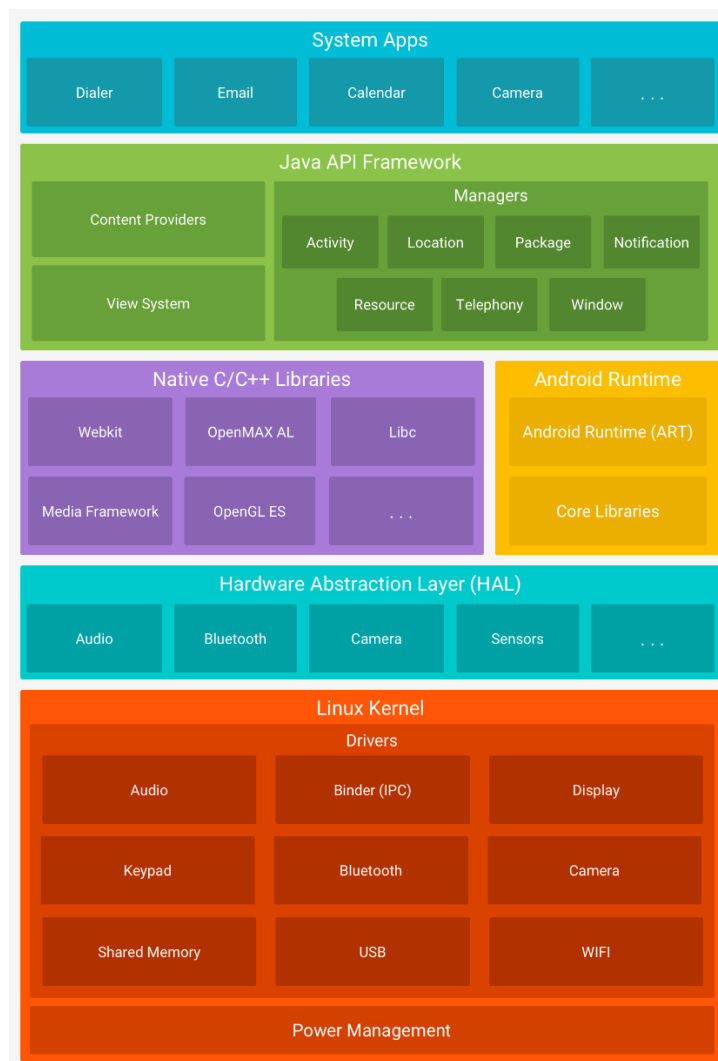 System Apps
Dialer
Email
Calendar
Camera
. . .
Java API Framework
Content Providers
View System
Managers
Activity
Location
Package
Notification
Resource
Telephony
Window
Native C/C++ Libraries
Webkit
OpenMAX AL
Libc
Media Framework
OpenGL ES
. . .
Android Runtime
Android Runtime (ART)
Core Libraries
Hardware Abstraction Layer (HAL)
Audio
Bluetooth
Camera
Sensors
. . .
Linux Kernel
Drivers
Audio
Binder (IPC)
Display
Keypad
Bluetooth
Camera
Shared Memory
USB
WIFI
Power Management